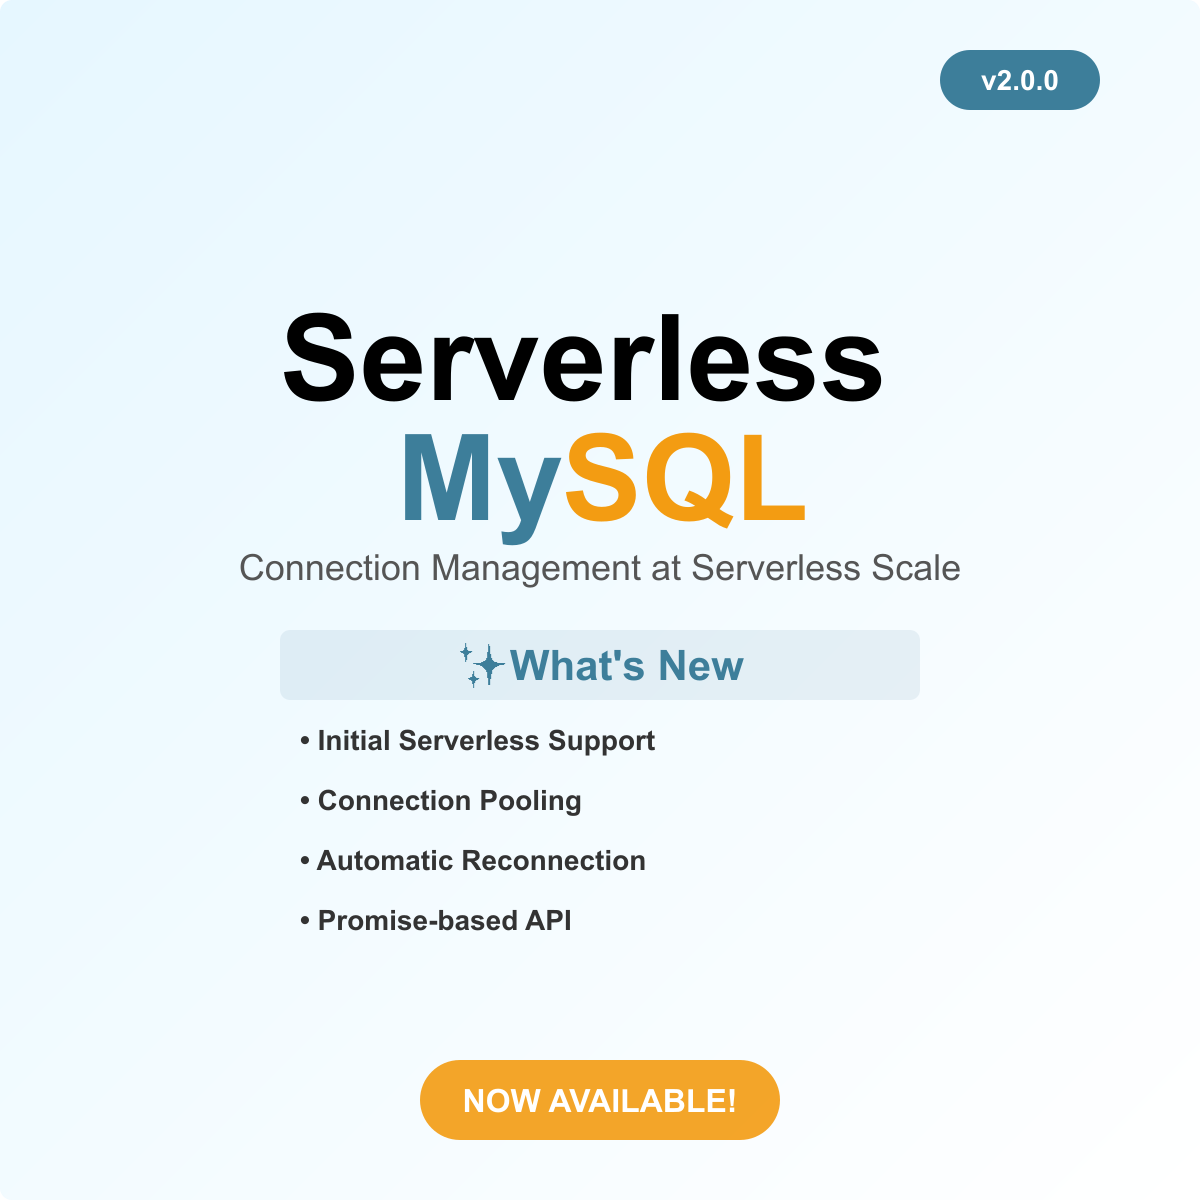 v2.0.0
Serverless
MySQL
Connection Management at Serverless Scale
✨What's New
• Initial Serverless Support
• Connection Pooling
• Automatic Reconnection
• Promise-based API
NOW AVAILABLE!